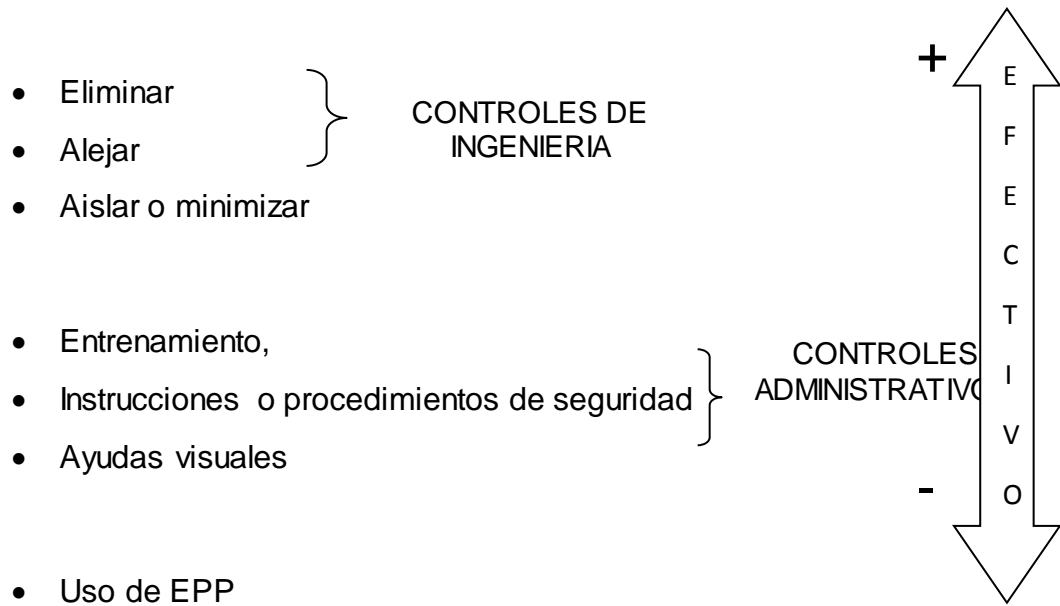 +
• Eliminar
• Alejar
• Aislar o minimizar
CONTROLES DE
INGENIERIA
• Entrenamiento,
• Instrucciones o procedimientos de seguridad
• Ayudas visuales
CONTROLES
ADMINISTRATIVO
-
• Uso de EPP
E
F
E
C
T
I
V
O